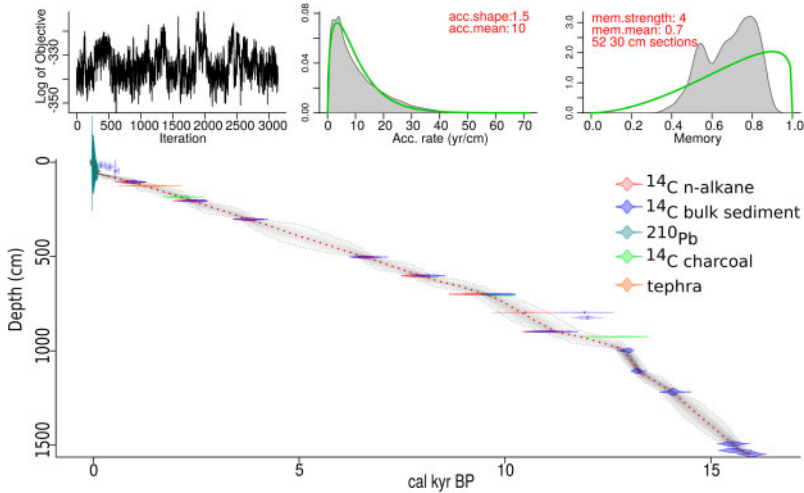 Log of Objective
-330
-350
0 500 1000 1500 2000 2500 3000
Iteration
acc.shape:1.5
acc.mean: 10
0.00 0.04 0.08
0 10 20 30 40 50 60 70
Acc. rate (yr/cm)
mem.strength: 4
mem.mean: 0.7
52 30 cm sections
0.0 1.0 2.0 3.0
0.0 0.2 0.4 0.6 0.8 1.0
Memory
Depth (cm)
0
500
1000
1500
14C n-alkane
14C bulk sediment
210Pb
14C charcoal
tephra
0 5 10 15
cal kyr BP